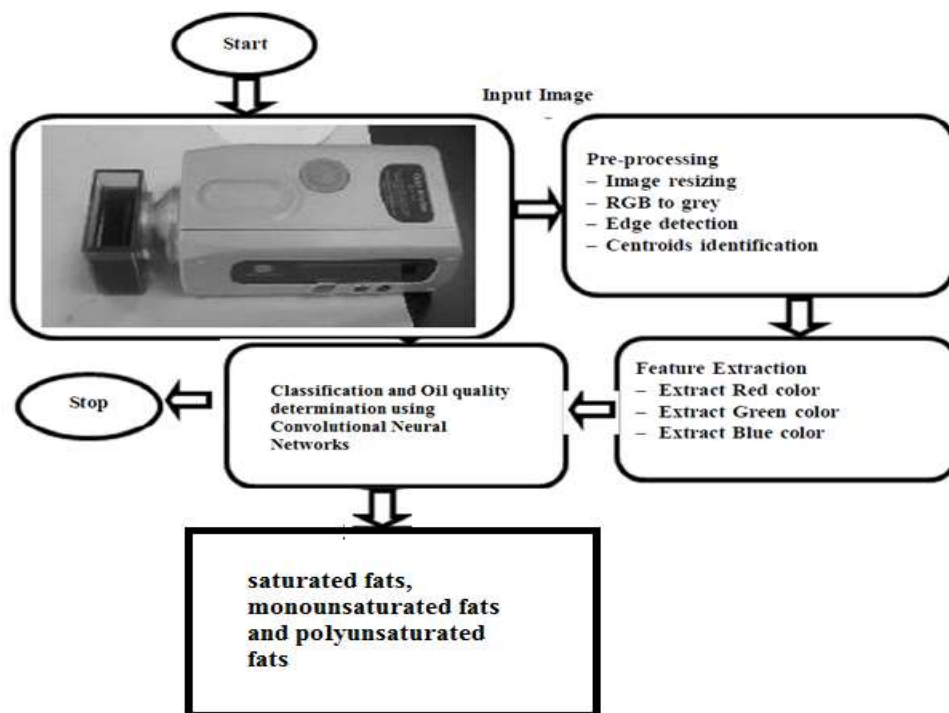 Start
Input Image
Pre-processing
– Image resizing
– RGB to grey
– Edge detection
– Centroids identification
Feature Extraction
– Extract Red color
– Extract Green color
– Extract Blue color
Classification and Oil quality
determination using
Convolutional Neural
Networks
Stop
saturated fats,
monounsaturated fats
and polyunsaturated
fats